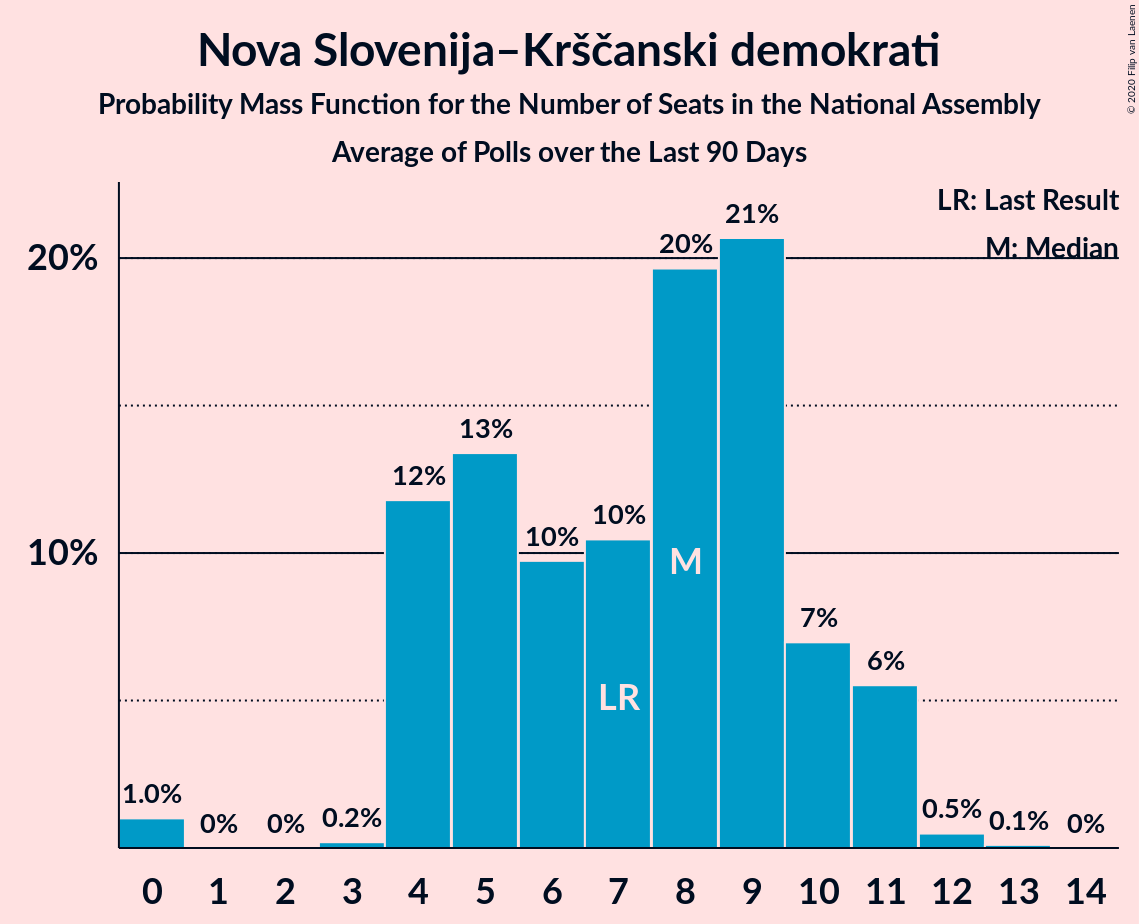 Nova Slovenija–Krščanski demokrati
Probability Mass Function for the Number of Seats in the National Assembly
Average of Polls over the Last 90 Days
© 2020 Filip van Laenen
LR: Last Result
M: Median
20%
10%
1.0%
0%
0%
0.2%
12%
13%
10%
10%
20%
21%
7%
6%
0.5%
0.1%
0%
M
LR
0 1 2 3 4 5 6 7 8 9 10 11 12 13 14